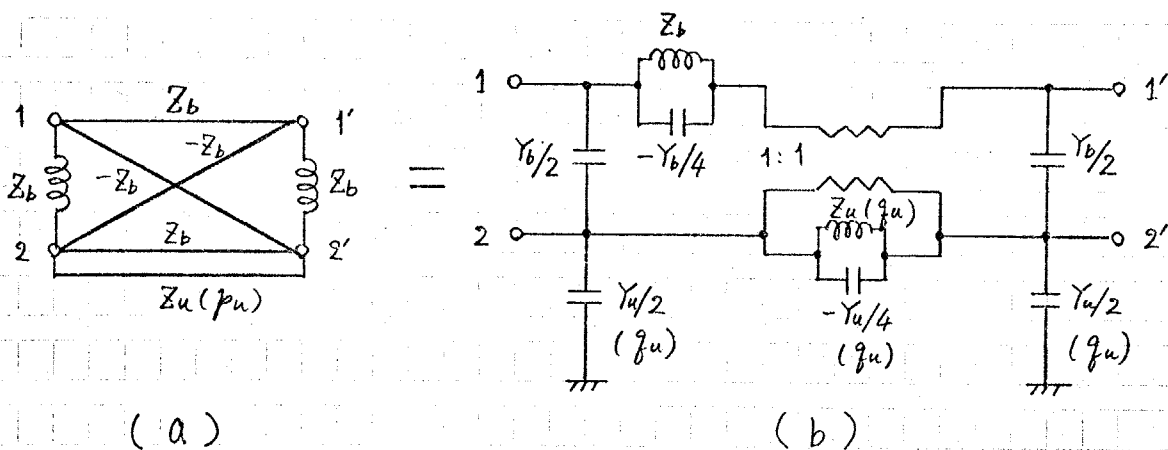 1
Z_b
1′
-Z_b
-Z_b
Z_b
Z_b
2
Z_b
2′
Z_u(p_u)
(a)
=
Z_b
1
1′
Y_b/2
-Y_b/4
1:1
Y_b/2
Z_u(q_u)
2
2′
Y_u/2
(q_u)
-Y_u/4
(q_u)
Y_u/2
(q_u)
(b)